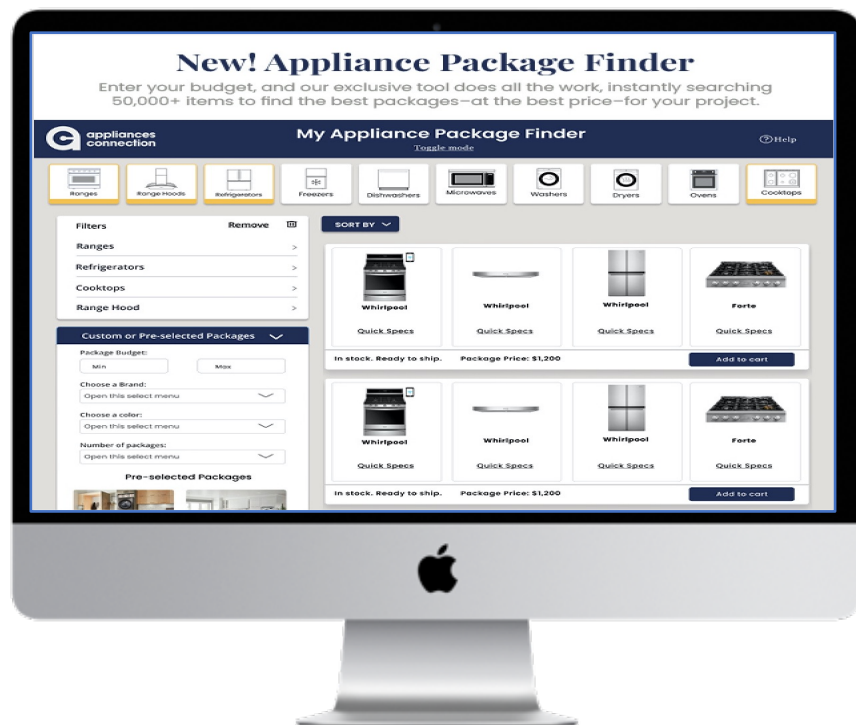 New! Appliance Package Finder
Enter your budget, and our exclusive tool does all the work, instantly searching
50,000+ items to find the best packages–at the best price–for your project.
appliances
connection
My Appliance Package Finder
Toggle mode
?Help
Ranges
Range Hoods
Refrigerators
Freezers
Dishwashers
Microwaves
Washers
Dryers
Ovens
Cooktops
Filters
Remove
Ranges >
Refrigerators >
Cooktops >
Range Hood >
Custom or Pre-selected Packages
Package Budget:
Min
Max
Choose a Brand:
Open this select menu
Choose a color:
Open this select menu
Number of packages:
Open this select menu
Pre-selected Packages
SORT BY
Whirlpool
Whirlpool
Whirlpool
Forte
Quick Specs
Quick Specs
Quick Specs
Quick Specs
In stock. Ready to ship.
Package Price: $1,200
Add to cart
Whirlpool
Whirlpool
Whirlpool
Forte
Quick Specs
Quick Specs
Quick Specs
Quick Specs
In stock. Ready to ship.
Package Price: $1,200
Add to cart